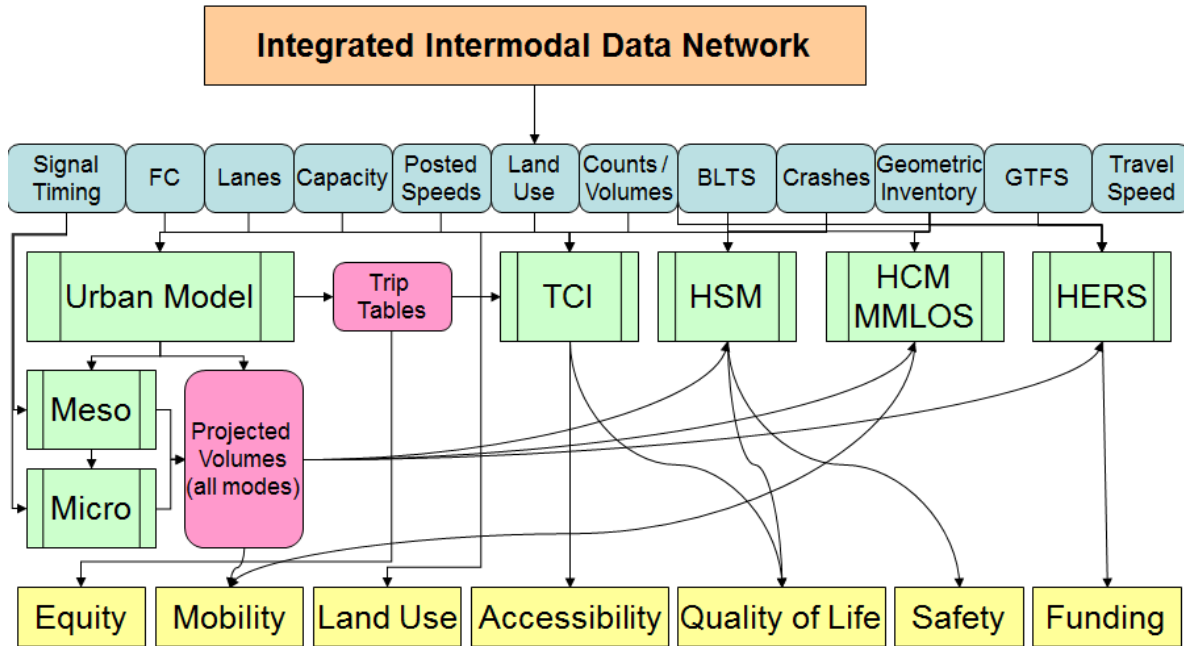 Integrated Intermodal Data Network
Signal
Timing
FC
Lanes
Capacity
Posted
Speeds
Land
Use
Counts /
Volumes
BLTS
Crashes
Geometric
Inventory
GTFS
Travel
Speed
Urban Model
Trip
Tables
TCI
HSM
HCM
MMLOS
HERS
Meso
Micro
Projected
Volumes
(all modes)
Equity
Mobility
Land Use
Accessibility
Quality of Life
Safety
Funding